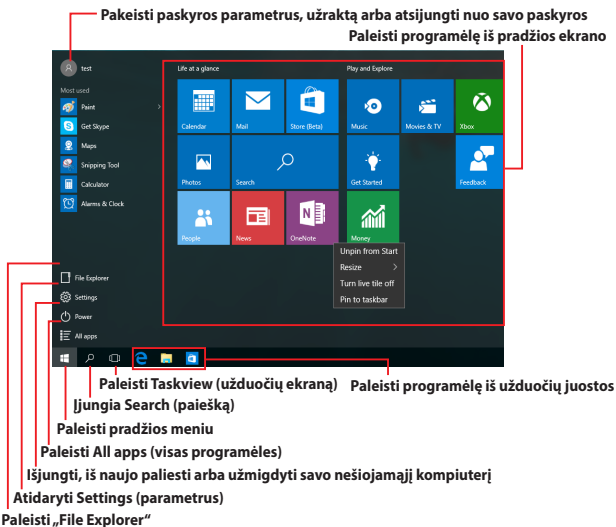 Pakeisti paskyros parametrus, užraktą arba atsijungti nuo savo paskyros
Paleisti programėlę iš pradžios ekrano
test
Life at a glance
Play and Explore
Most used
Paint
Get Skype
Maps
Snipping Tool
Calculator
Alarms & Clock
Calendar
Mail
Store (Beta)
Music
Movies & TV
Xbox
Photos
Search
Get Started
Feedback
People
News
OneNote
Money
Unpin from Start
Resize
Turn live tile off
Pin to taskbar
File Explorer
Settings
Power
All apps
Paleisti Taskview (užduočių ekraną)
Paleisti programėlę iš užduočių juostos
Įjungia Search (paiešką)
Paleisti pradžios meniu
Paleisti All apps (visas programėles)
Išjungti, iš naujo paliesti arba užmigdyti savo nešiojamąjį kompiuterį
Atidaryti Settings (parametrus)
Paleisti „File Explorer“